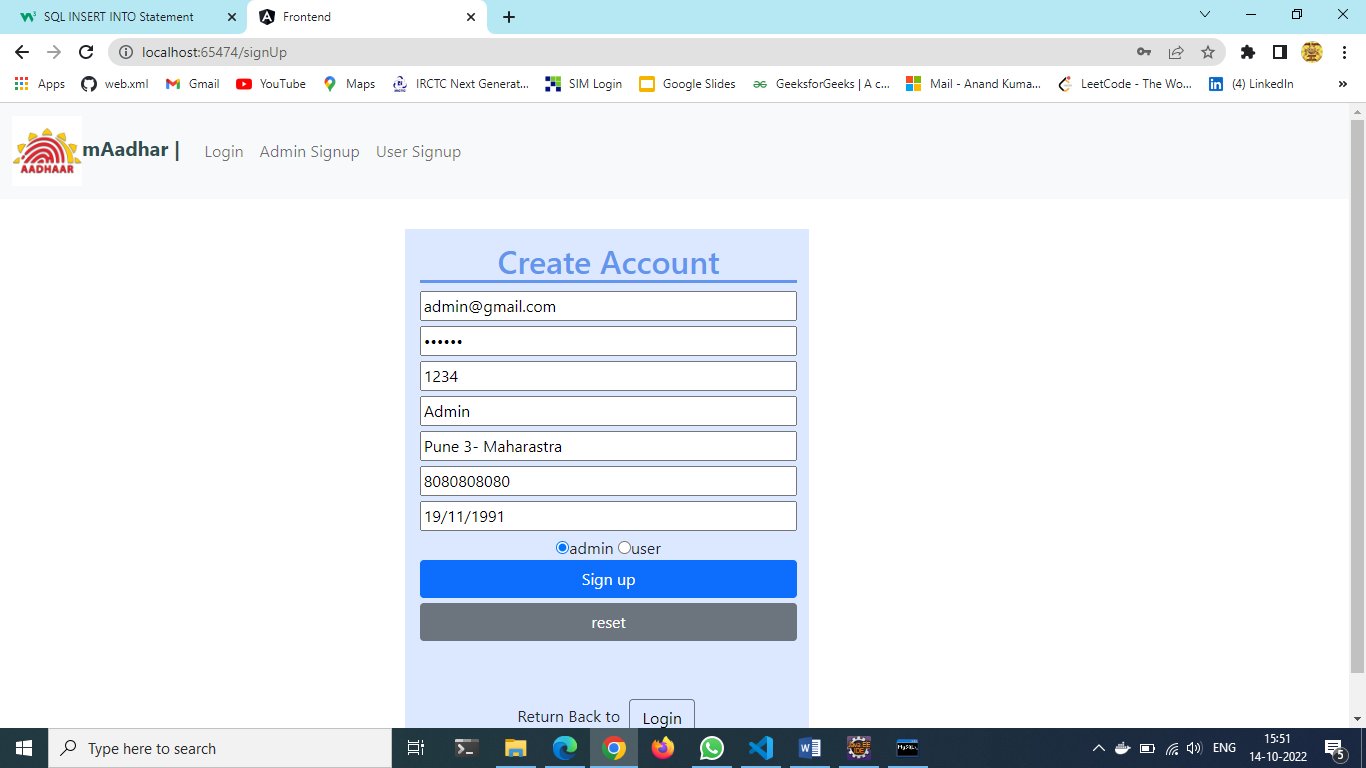 SQL INSERT INTO Statement
Frontend
localhost:65474/signUp
Apps
web.xml
Gmail
YouTube
Maps
IRCTC Next Generat...
SIM Login
Google Slides
GeeksforGeeks | A c...
Mail - Anand Kuma...
LeetCode - The Wo...
(4) LinkedIn
»
AADHAAR
mAadhar |
Login
Admin Signup
User Signup
Create Account
admin@gmail.com
••••••
1234
Admin
Pune 3- Maharastra
8080808080
19/11/1991
admin user
Sign up
reset
Return Back to Login
Type here to search
ENG
15:51
14-10-2022
5